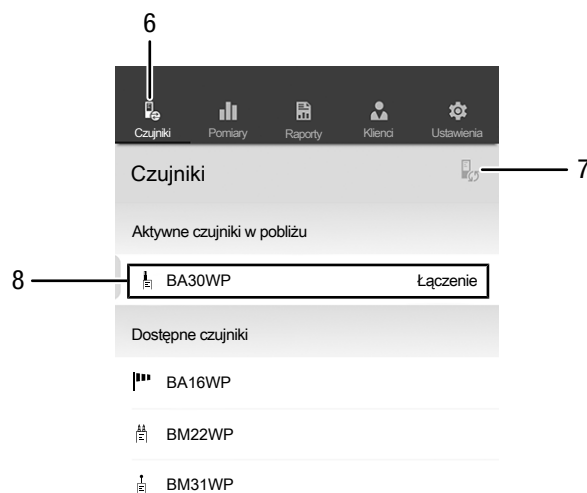 6
Czujniki Pomiary Raporty Klienci Ustawienia
Czujniki
7
Aktywne czujniki w pobliżu
8
BA30WP Łączenie
Dostępne czujniki
BA16WP
BM22WP
BM31WP